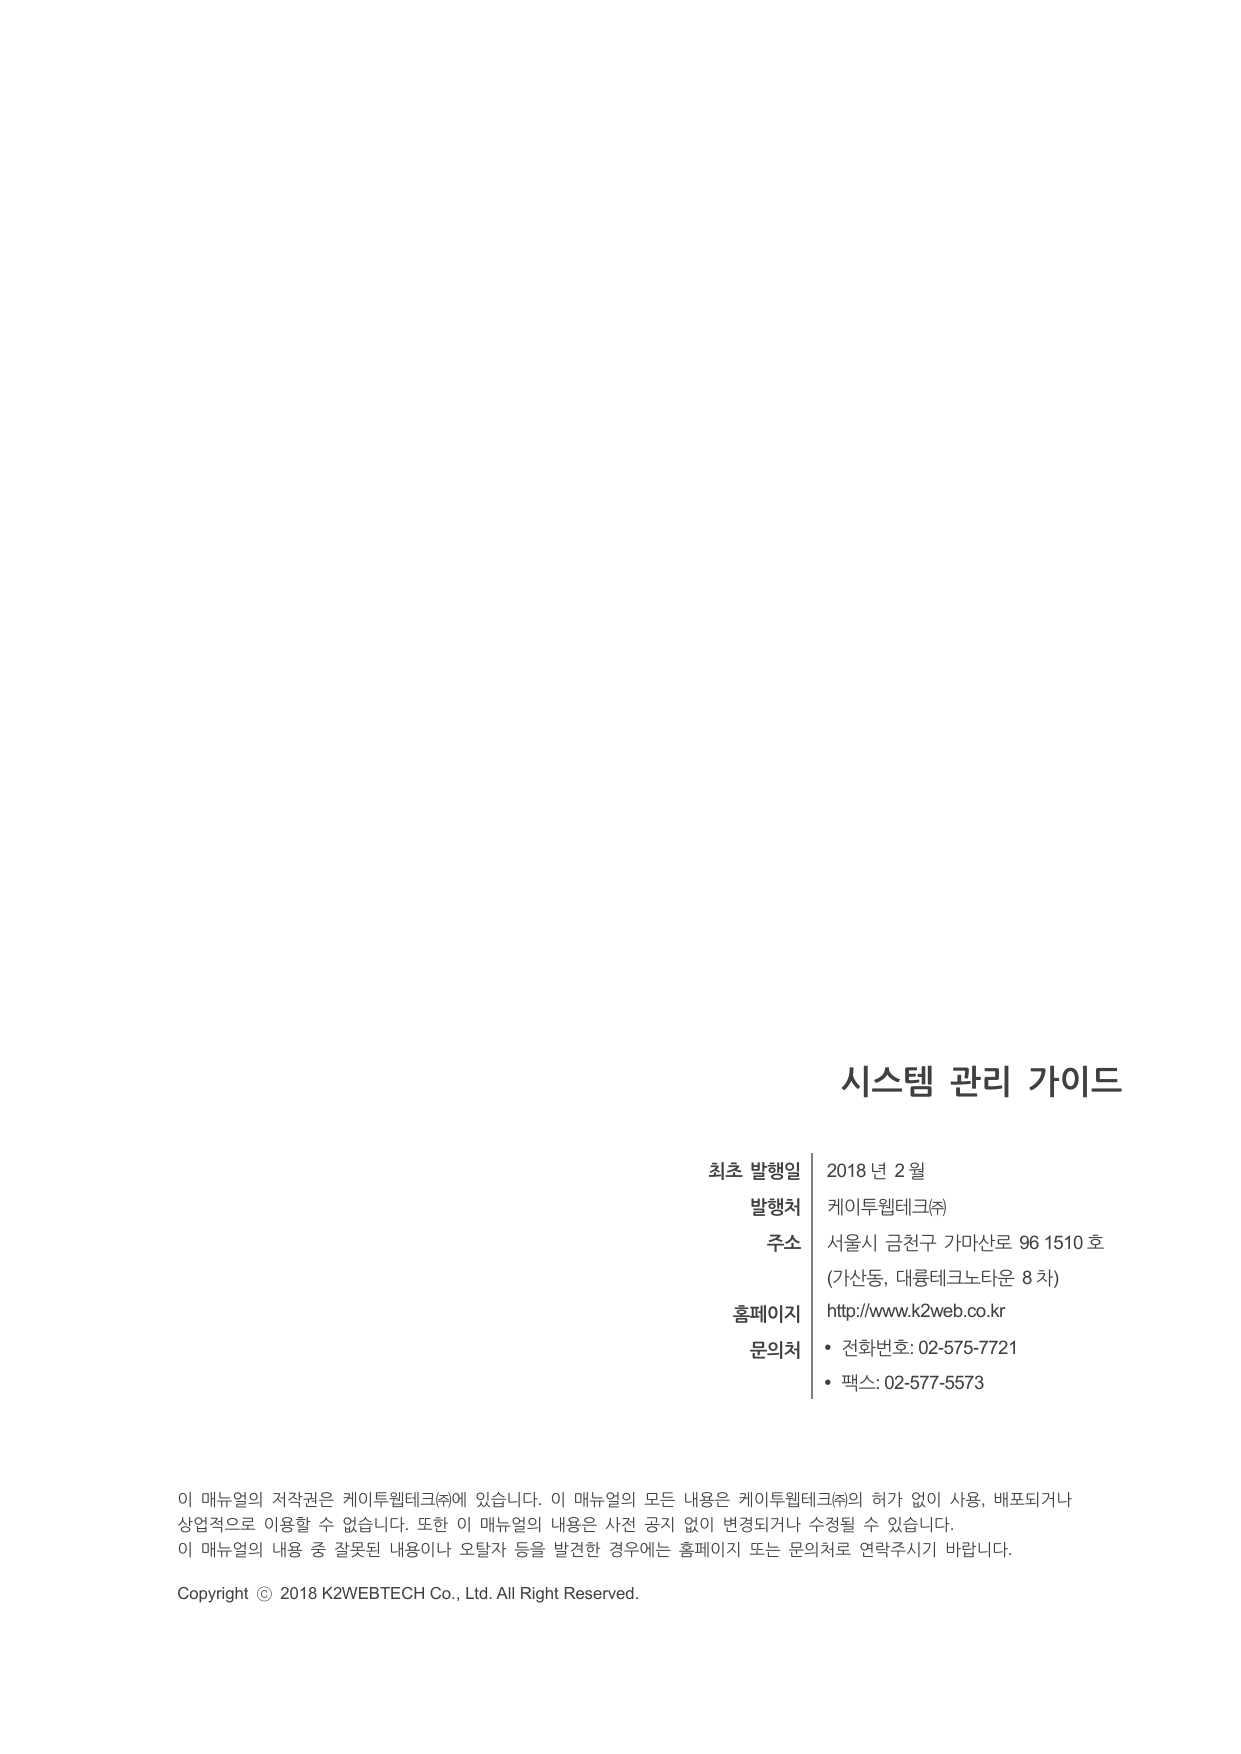 시스템 관리 가이드
최초 발행일 2018 년 2 월
발행처 케이투웹테크㈜
주소 서울시 금천구 가마산로 96 1510 호
(가산동, 대륭테크노타운 8 차)
홈페이지 http://www.k2web.co.kr
문의처 • 전화번호: 02-575-7721
• 팩스: 02-577-5573
이 매뉴얼의 저작권은 케이투웹테크㈜에 있습니다. 이 매뉴얼의 모든 내용은 케이투웹테크㈜의 허가 없이 사용, 배포되거나
상업적으로 이용할 수 없습니다. 또한 이 매뉴얼의 내용은 사전 공지 없이 변경되거나 수정될 수 있습니다.
이 매뉴얼의 내용 중 잘못된 내용이나 오탈자 등을 발견한 경우에는 홈페이지 또는 문의처로 연락주시기 바랍니다.
Copyright ⓒ 2018 K2WEBTECH Co., Ltd. All Right Reserved.